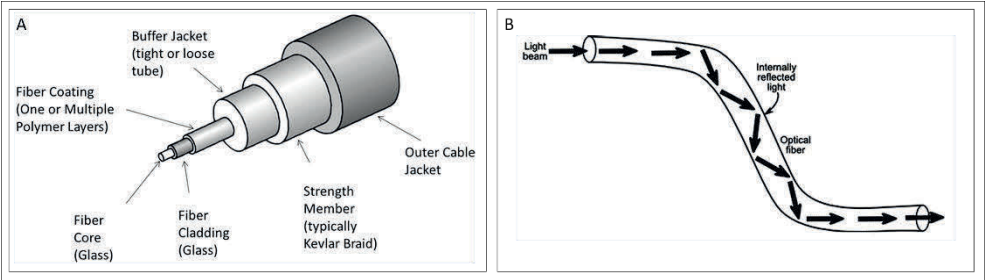 A
Buffer Jacket
(tight or loose
tube)
Fiber Coating
(One or Multiple
Polymer Layers)
Outer Cable
Jacket
Strength
Member
(typically
Kevlar Braid)
Fiber
Cladding
(Glass)
Fiber
Core
(Glass)
B
Light
beam
Internally
reflected
light
Optical
fiber